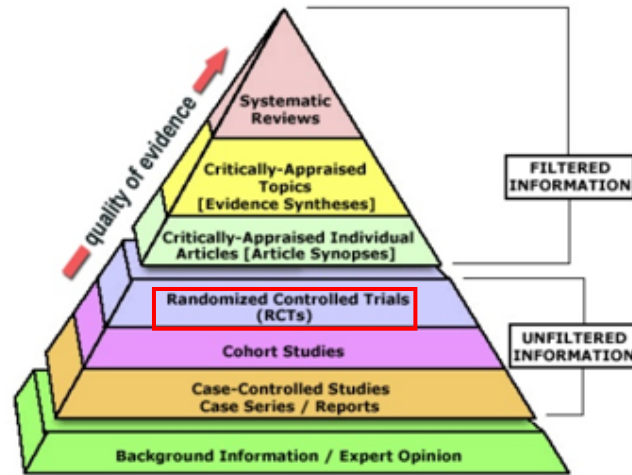 quality of evidence
Systematic
Reviews
Critically-Appraised
Topics
[Evidence Syntheses]
Critically-Appraised Individual
Articles [Article Synopses]
FILTERED
INFORMATION
Randomized Controlled Trials
(RCTs)
Cohort Studies
Case-Controlled Studies
Case Series / Reports
UNFILTERED
INFORMATION
Background Information / Expert Opinion